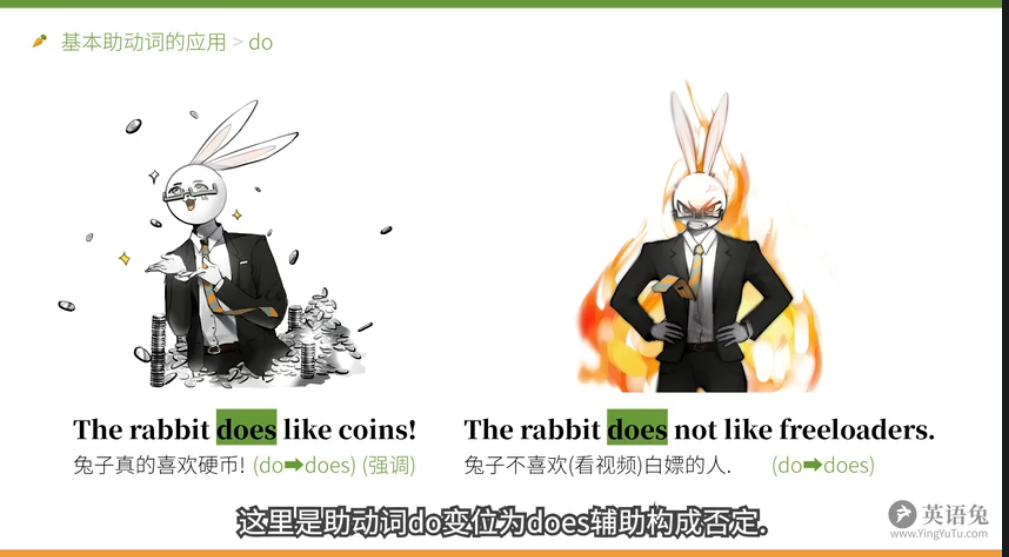 基本助动词的应用 > do
The rabbit does like coins!
兔子真的喜欢硬币! (do➡does) (强调)
The rabbit does not like freeloaders.
兔子不喜欢(看视频)白嫖的人. (do➡does)
这里是助动词do变位为does辅助构成否定.
英语兔
www.YingYuTu.com